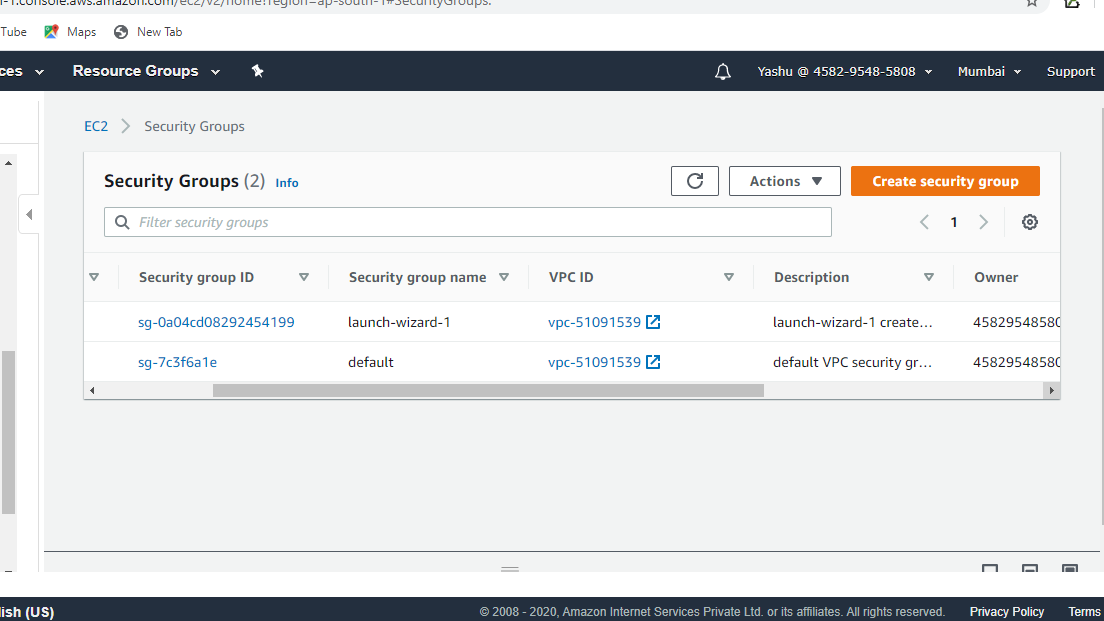 -1.console.aws.amazon.com/ec2/v2/home?region=ap-south-1#SecurityGroups:
Tube Maps New Tab
ces Resource Groups Yashu @ 4582-9548-5808 Mumbai Support
EC2 Security Groups
Security Groups (2) Info Actions Create security group
Filter security groups 1
Security group ID Security group name VPC ID Description Owner
sg-0a04cd08292454199 launch-wizard-1 vpc-51091539 launch-wizard-1 create... 45829548580
sg-7c3f6a1e default vpc-51091539 default VPC security gr... 45829548580
lish (US) © 2008 - 2020, Amazon Internet Services Private Ltd. or its affiliates. All rights reserved. Privacy Policy Terms